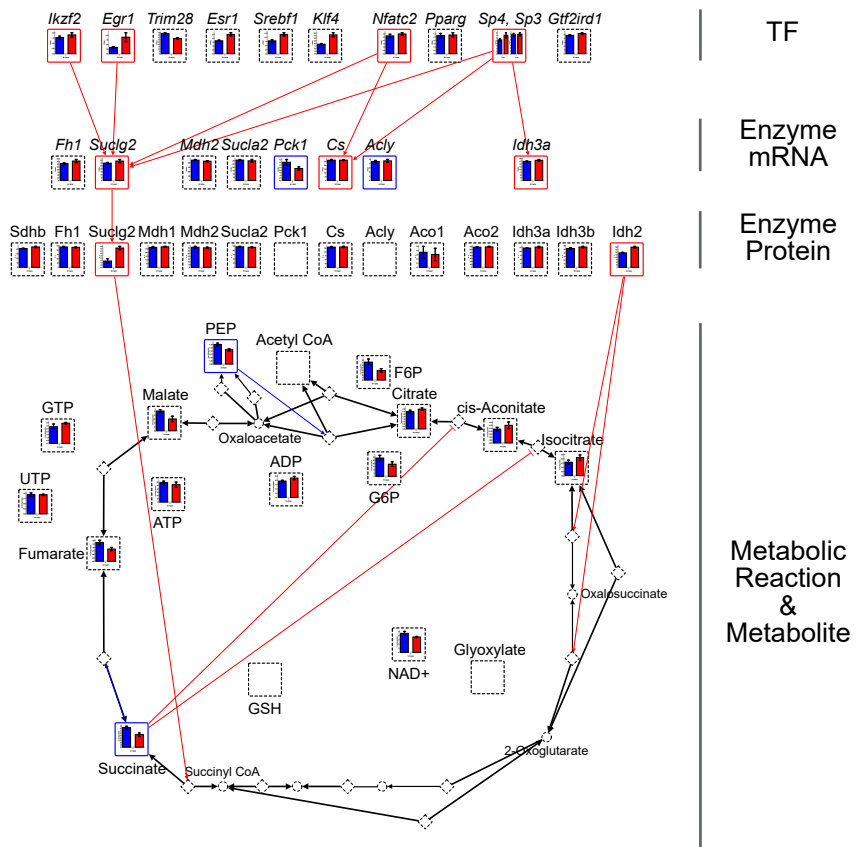 Ikzf2 Egr1 Trim28 Esr1 Srebf1 Klf4 Nfatc2 Pparg Sp4, Sp3 Gtf2ird1
TF
Fh1 Suclg2 Mdh2 Sucla2 Pck1 Cs Acly Idh3a
Enzyme
mRNA
Sdhb Fh1 Suclg2 Mdh1 Mdh2 Sucla2 Pck1 Cs Acly Aco1 Aco2 Idh3a Idh3b Idh2
Enzyme
Protein
PEP
Acetyl CoA
F6P
Malate
Citrate
GTP
cis-Aconitate
Oxaloacetate
Isocitrate
ADP
UTP
G6P
ATP
Fumarate
Metabolic
Reaction
&
Metabolite
Oxalosuccinate
Glyoxylate
NAD+
GSH
2-Oxoglutarate
Succinate
Succinyl CoA